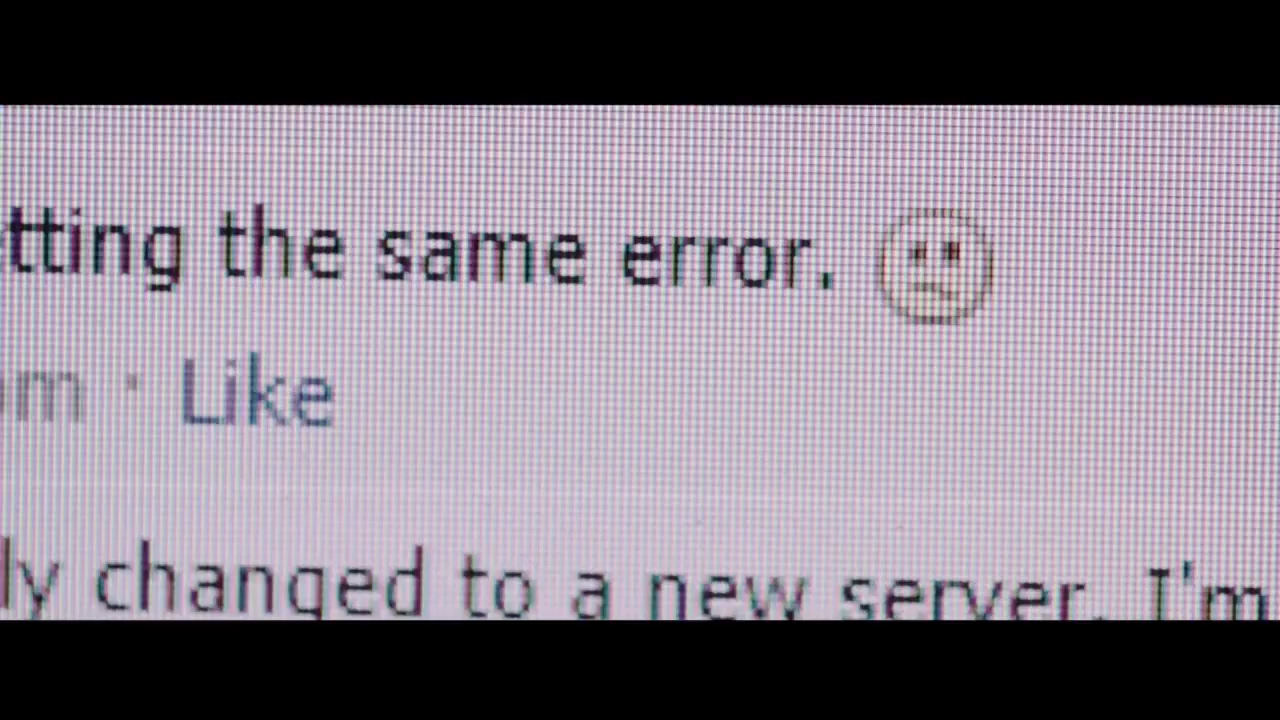 tting the same error.
m · Like
ly changed to a new server. I'm